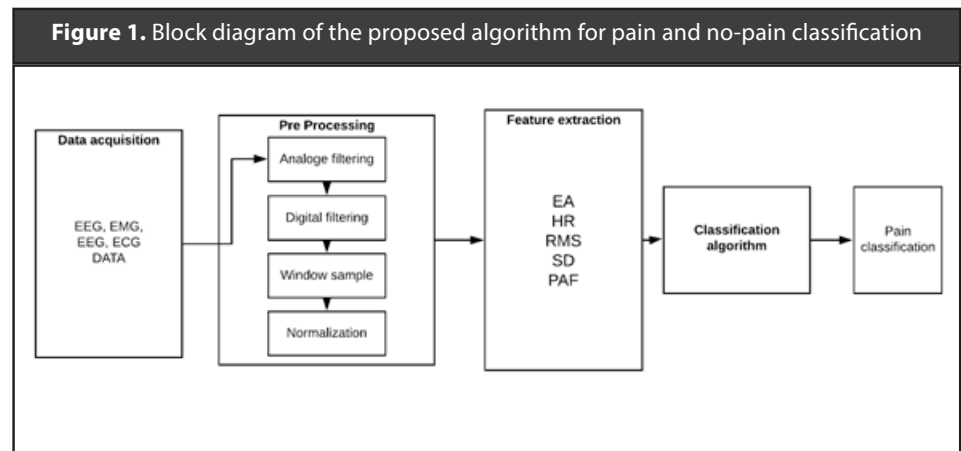 Figure 1. Block diagram of the proposed algorithm for pain and no-pain classification
Data acquisition
EEG, EMG,
EEG, ECG
DATA
Pre Processing
Analoge filtering
Digital filtering
Window sample
Normalization
Feature extraction
EA
HR
RMS
SD
PAF
Classification
algorithm
Pain
classification